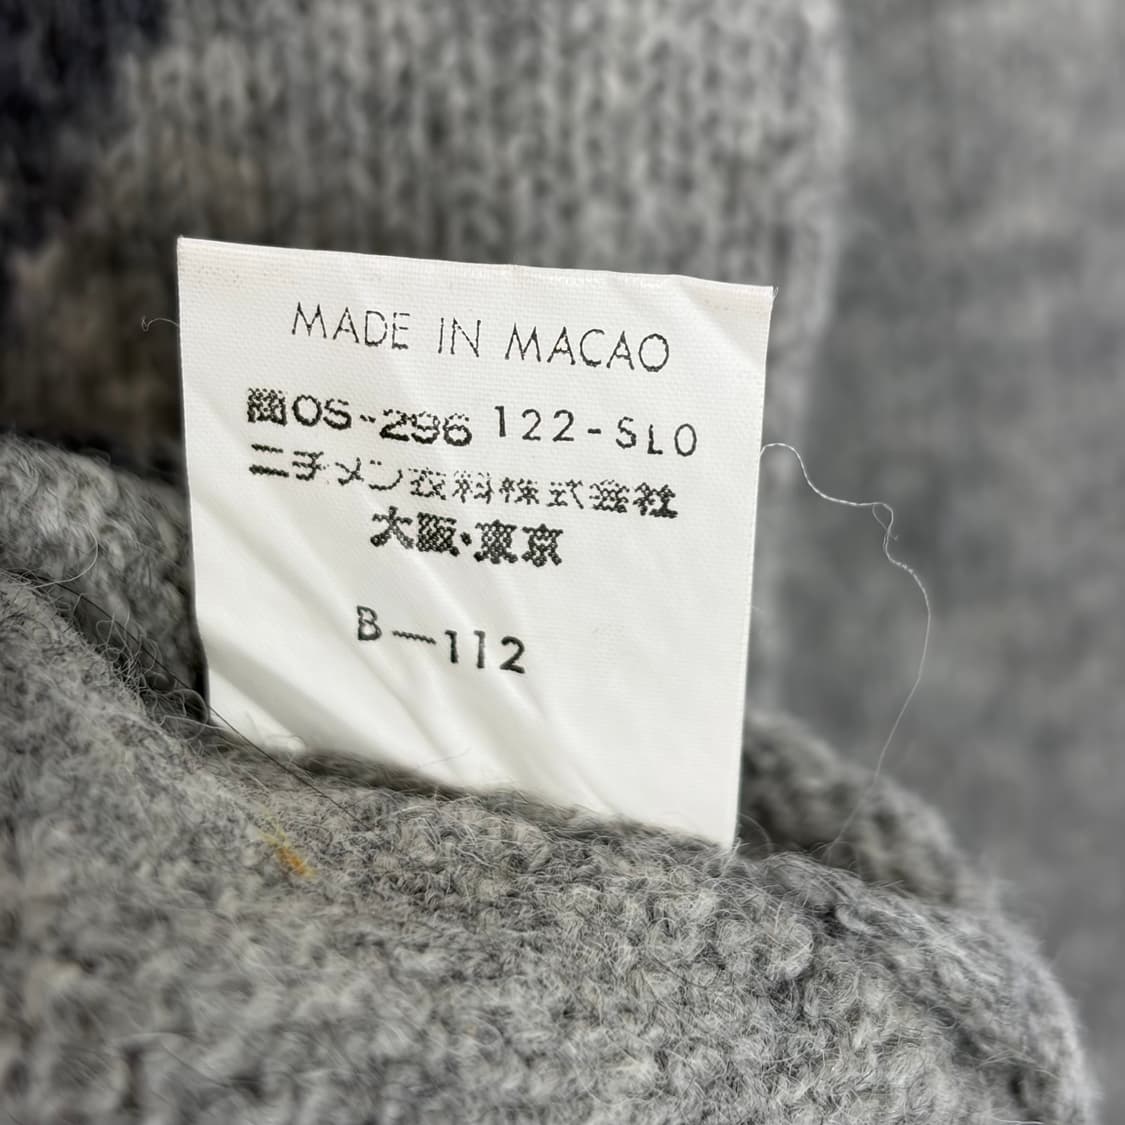 MADE IN MACAO
OS-296 122-SLO
ニチメン衣料株式会社
大阪・東京
B—112